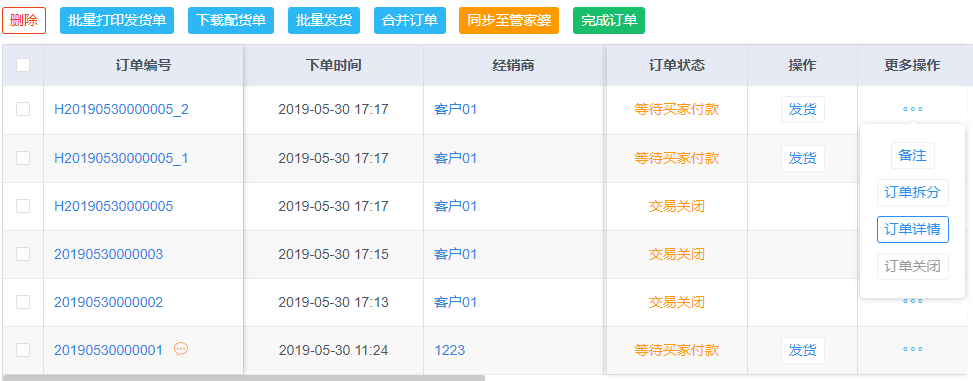 删除 批量打印发货单 下载配货单 批量发货 合并订单 同步至管家婆 完成订单
订单编号 下单时间 经销商 订单状态 操作 更多操作
H20190530000005_2 2019-05-30 17:17 客户01 等待买家付款 发货
H20190530000005_1 2019-05-30 17:17 客户01 等待买家付款 发货 备注
订单拆分
H20190530000005 2019-05-30 17:17 客户01 交易关闭
订单详情
20190530000003 2019-05-30 17:15 客户01 交易关闭
订单关闭
20190530000002 2019-05-30 17:13 客户01 交易关闭
20190530000001 2019-05-30 11:24 1223 等待买家付款 发货